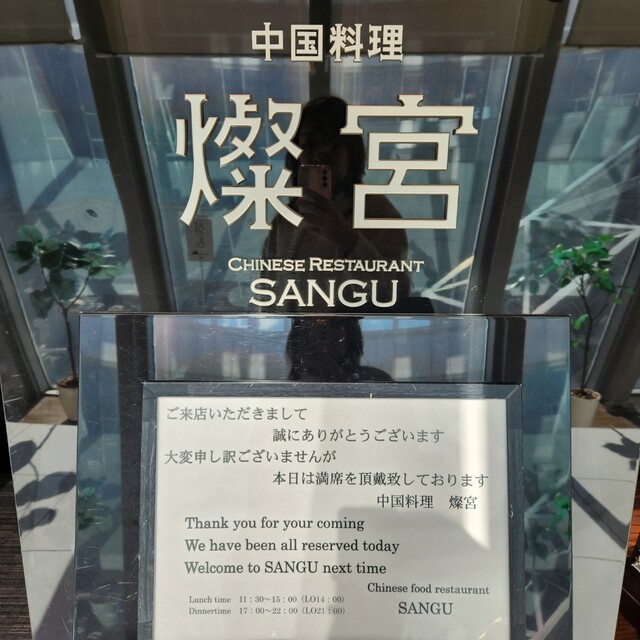 中国料理
燦宮
CHINESE RESTAURANT
SANGU
ご来店いただきまして
誠にありがとうございます
大変申し訳ございませんが
本日は満席を頂戴致しております
中国料理 燦宮
Thank you for your coming
We have been all reserved today
Welcome to SANGU next time
Chinese food restaurant
SANGU
Lunch time 11：30～15：00（LO14：00）
Dinnertime 17：00～22：00（LO21：00）